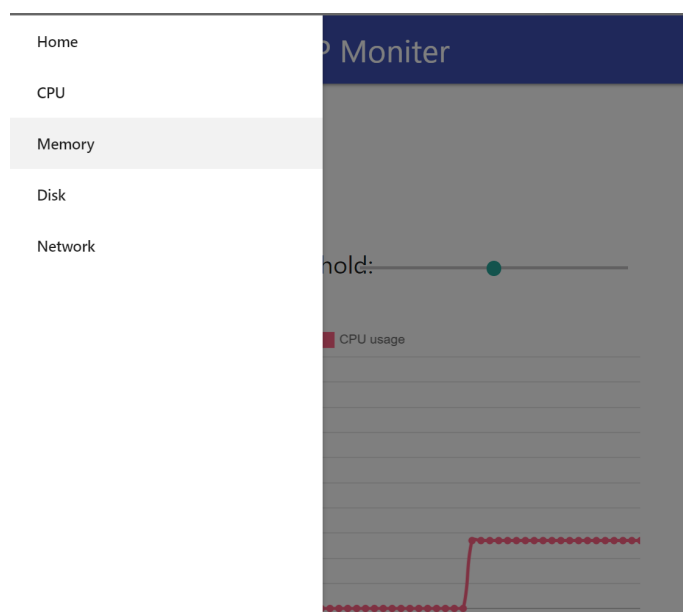 Home
P Moniter
CPU
Memory
Disk
Network
hold:
CPU usage